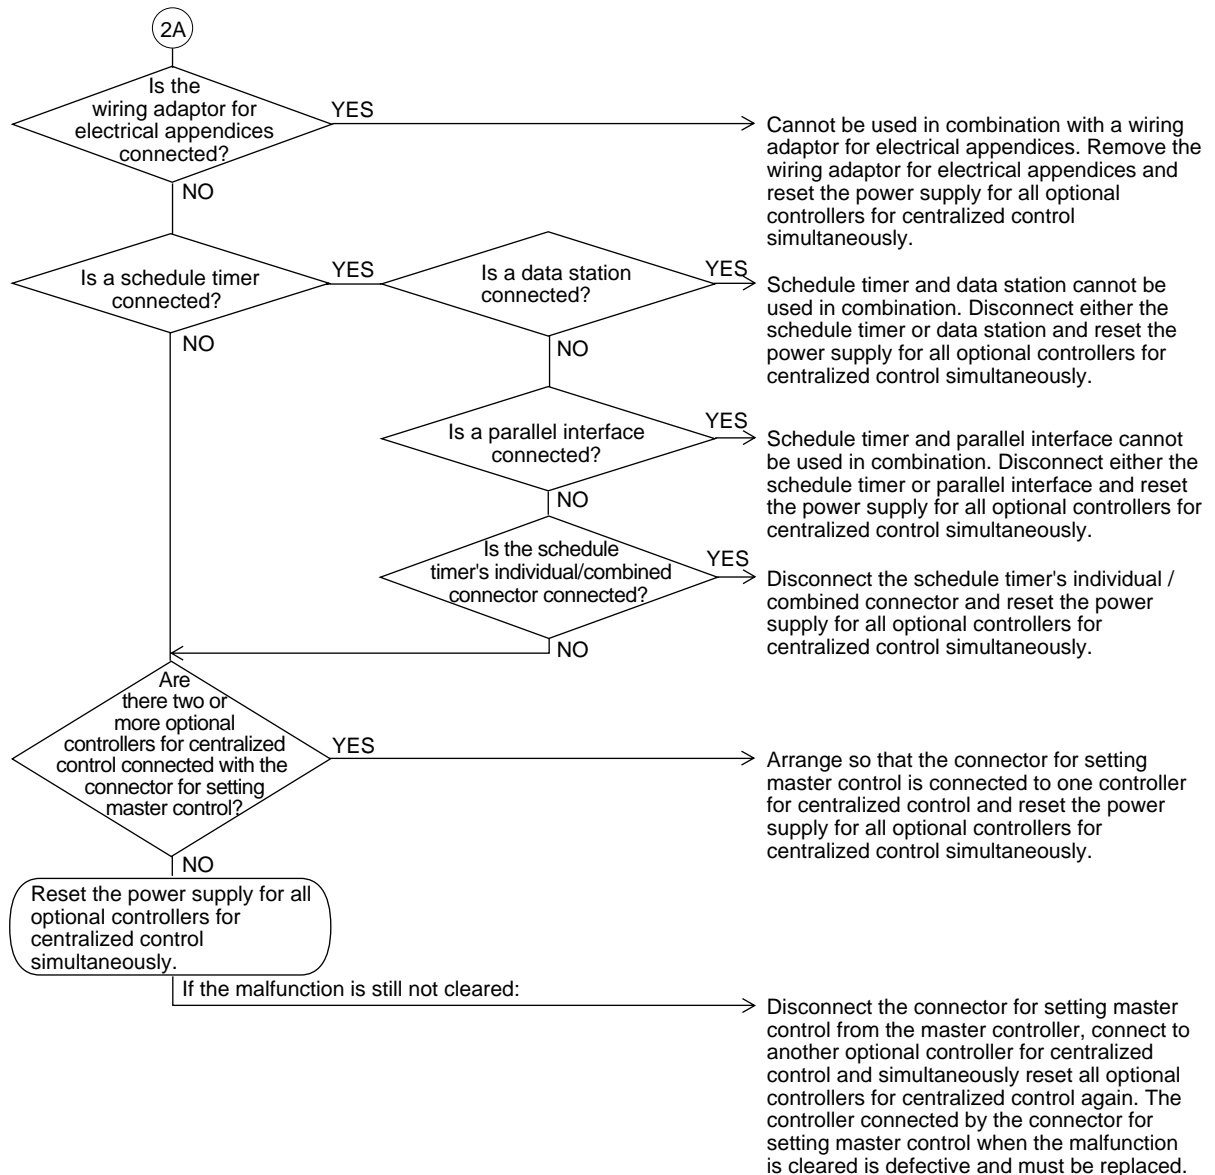 2A
Is the
wiring adaptor for
electrical appendices
connected?
YES
Cannot be used in combination with a wiring
adaptor for electrical appendices. Remove the
wiring adaptor for electrical appendices and
reset the power supply for all optional
controllers for centralized control
simultaneously.
NO
Is a schedule timer
connected?
YES
Is a data station
connected?
YES
Schedule timer and data station cannot be
used in combination. Disconnect either the
schedule timer or data station and reset the
power supply for all optional controllers for
centralized control simultaneously.
NO
NO
Is a parallel interface
connected?
YES
Schedule timer and parallel interface cannot
be used in combination. Disconnect either the
schedule timer or parallel interface and reset
the power supply for all optional controllers for
centralized control simultaneously.
NO
Is the schedule
timer's individual/combined
connector connected?
YES
Disconnect the schedule timer's individual /
combined connector and reset the power
supply for all optional controllers for
centralized control simultaneously.
NO
Are
there two or
more optional
controllers for centralized
control connected with the
connector for setting
master control?
YES
Arrange so that the connector for setting
master control is connected to one controller
for centralized control and reset the power
supply for all optional controllers for
centralized control simultaneously.
NO
Reset the power supply for all
optional controllers for
centralized control
simultaneously.
If the malfunction is still not cleared:
Disconnect the connector for setting master
control from the master controller, connect to
another optional controller for centralized
control and simultaneously reset all optional
controllers for centralized control again. The
controller connected by the connector for
setting master control when the malfunction
is cleared is defective and must be replaced.